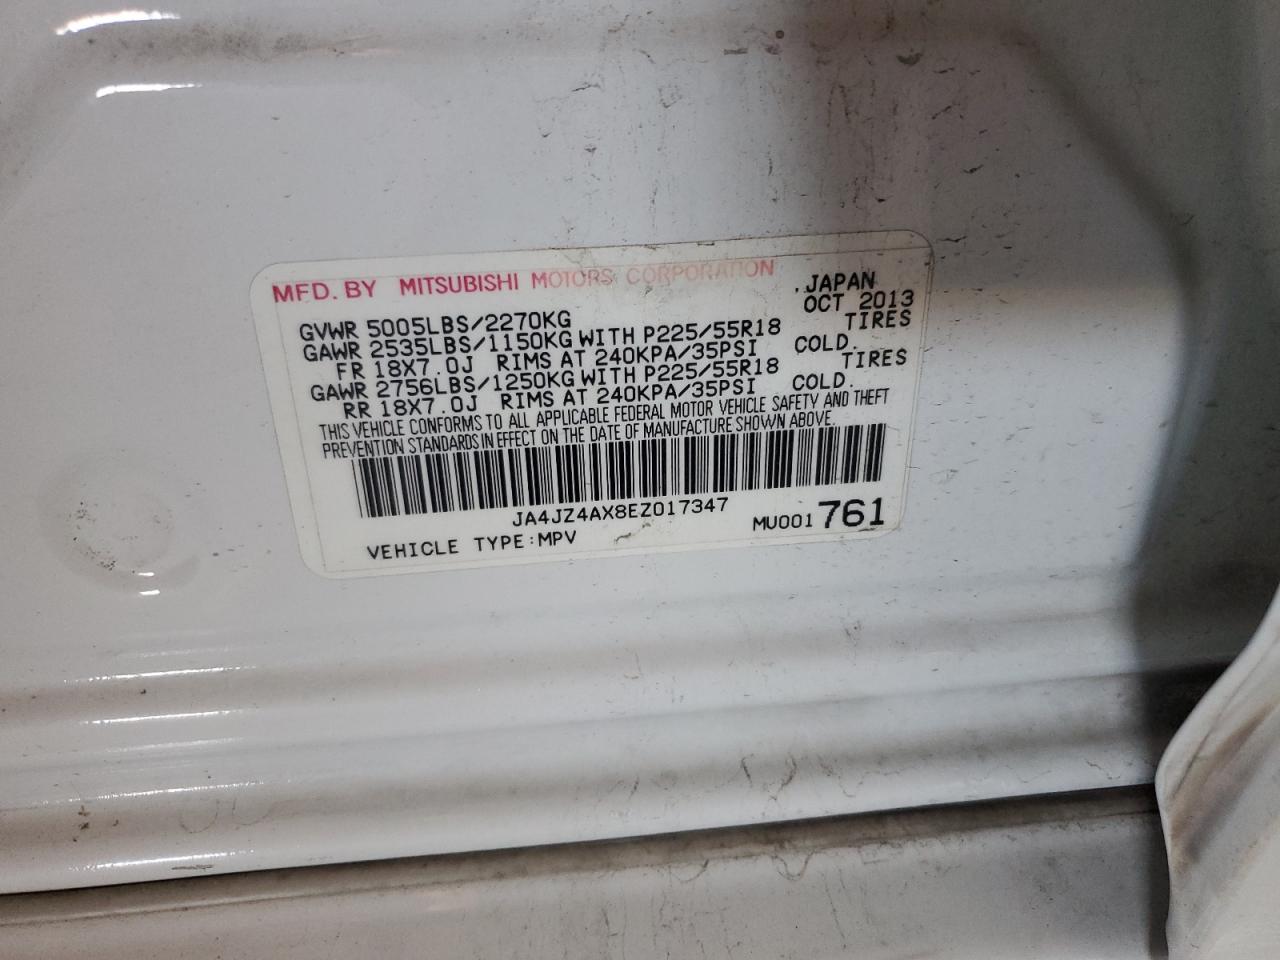 MFD. BY MITSUBISHI MOTORS CORPORATION JAPAN
OCT 2013
GVWR 5005LBS/2270KG
GAWR 2535LBS/1150KG WITH P225/55R18 TIRES
FR 18X7.0J RIMS AT 240KPA/35PSI COLD.
GAWR 2756LBS/1250KG WITH P225/55R18 TIRES
RR 18X7.0J RIMS AT 240KPA/35PSI COLD.
THIS VEHICLE CONFORMS TO ALL APPLICABLE FEDERAL MOTOR VEHICLE SAFETY AND THEFT
PREVENTION STANDARDS IN EFFECT ON THE DATE OF MANUFACTURE SHOWN ABOVE.
JA4JZ4AX8EZ017347
VEHICLE TYPE:MPV MU001761